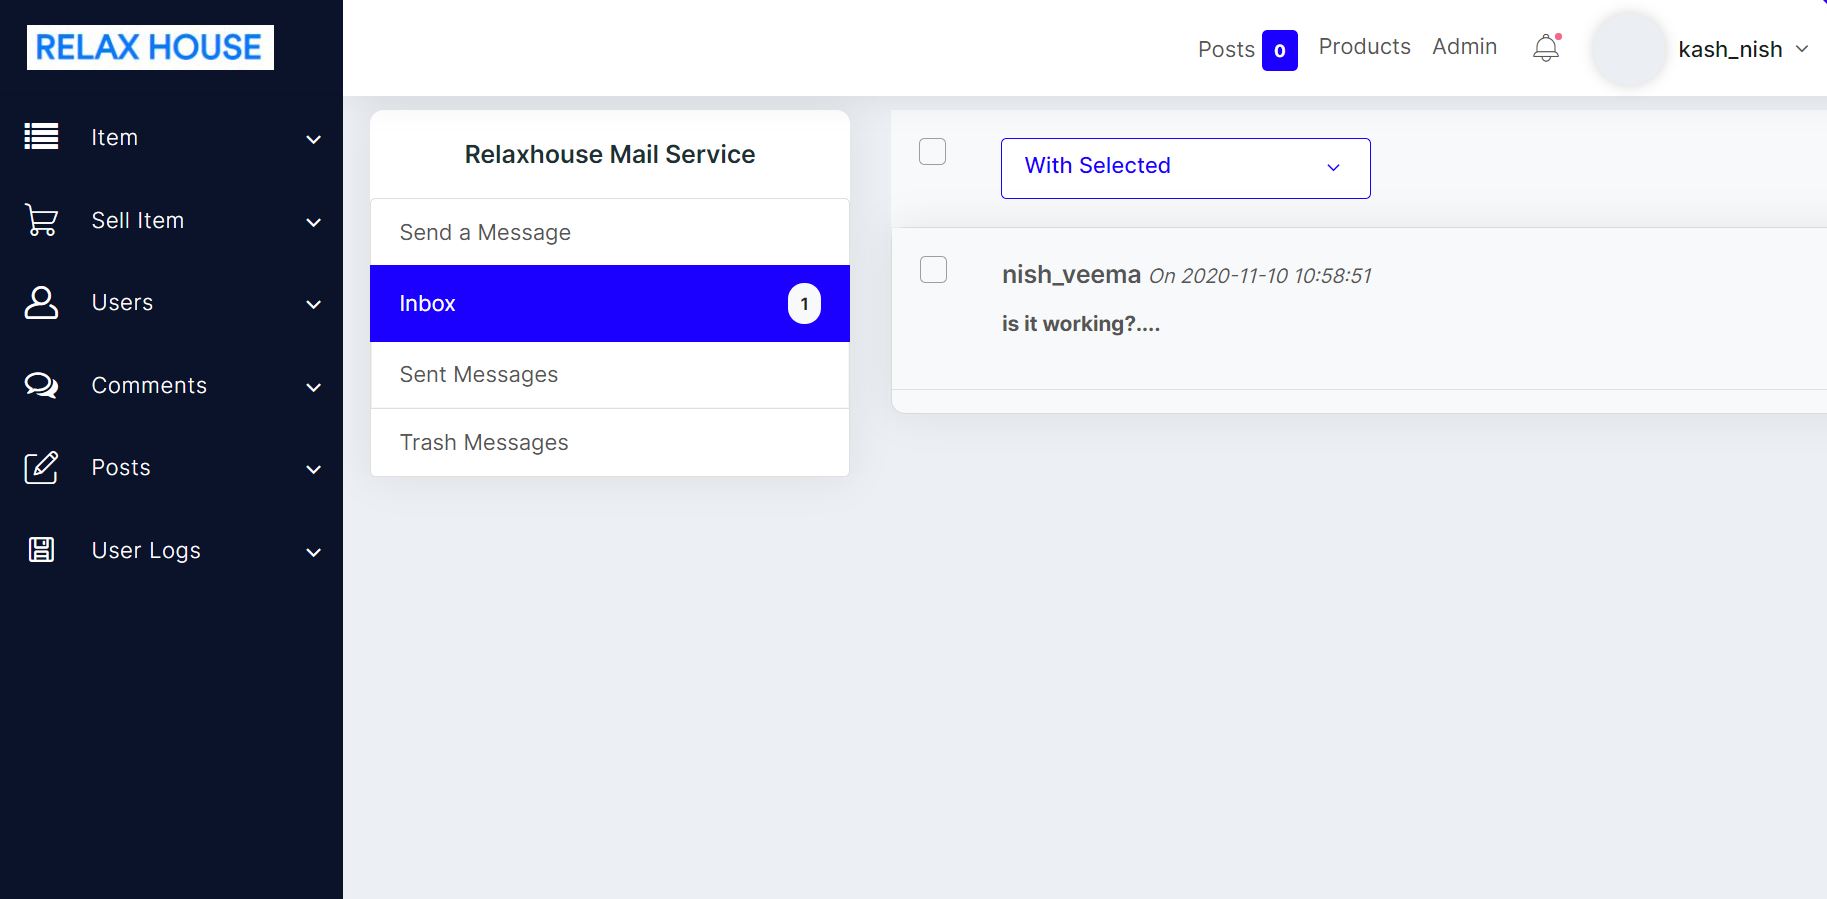 RELAX HOUSE
Posts 0 Products Admin kash_nish
Item
Sell Item
Users
Comments
Posts
User Logs
Relaxhouse Mail Service
Send a Message
Inbox 1
Sent Messages
Trash Messages
With Selected
nish_veema On 2020-11-10 10:58:51
is it working?....